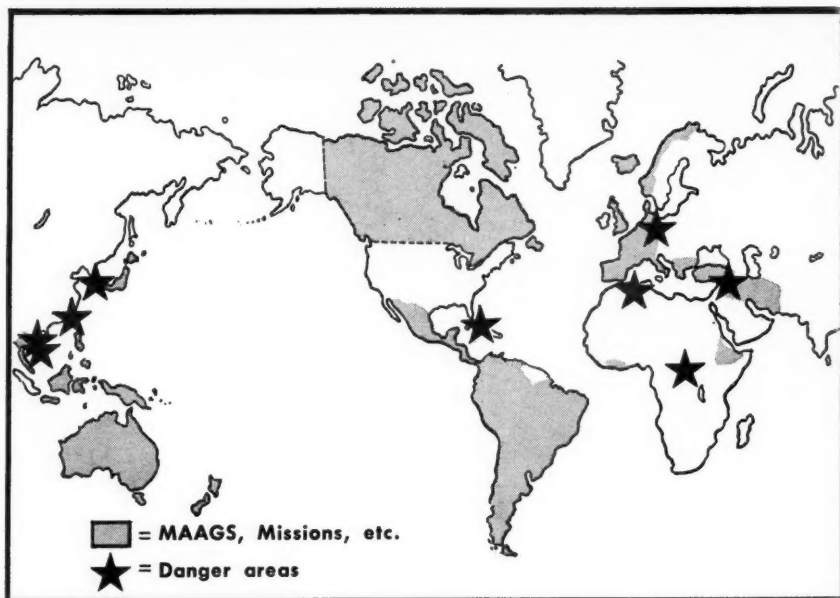 = MAAGS, Missions, etc.
= Danger areas